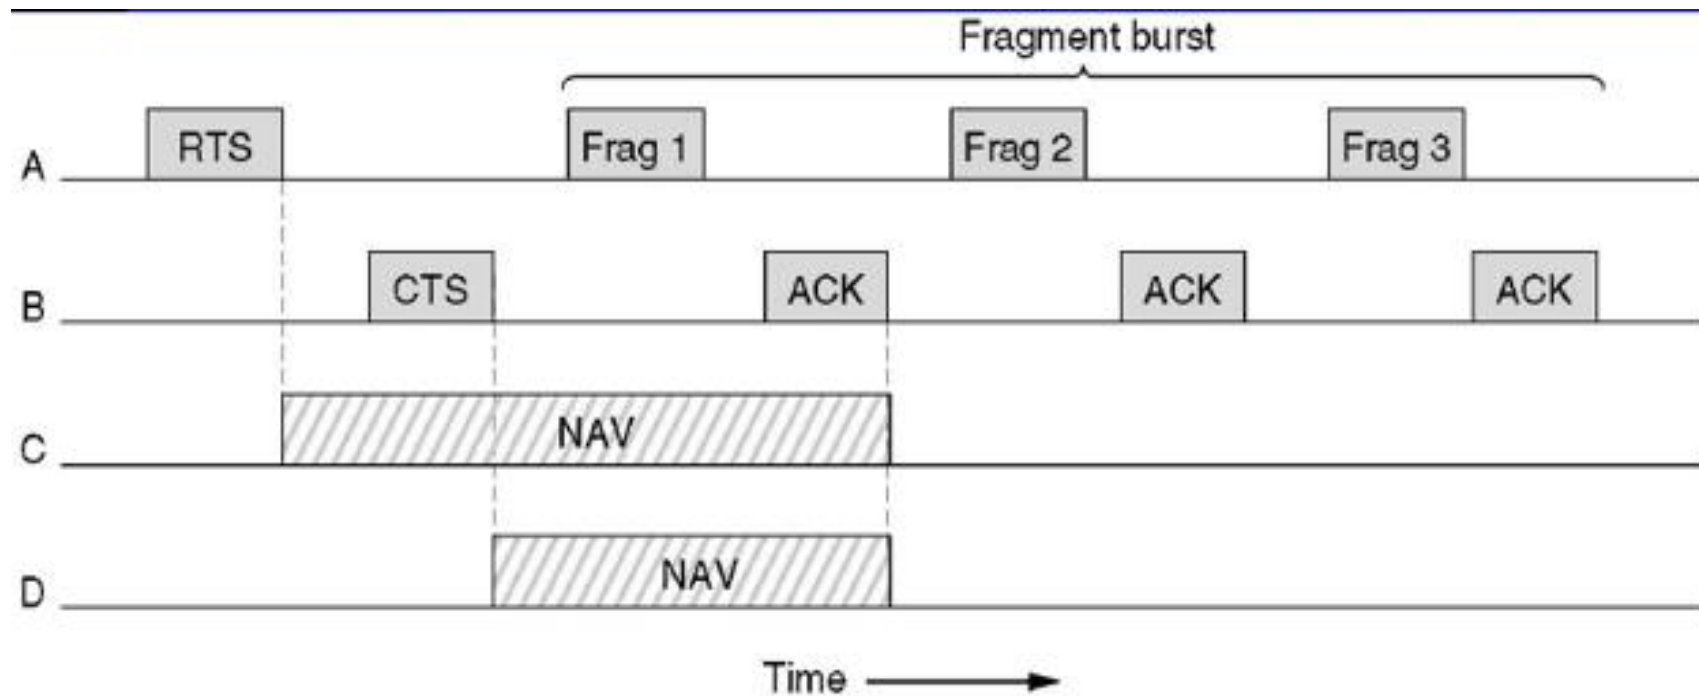 Fragment burst
A RTS Frag 1 Frag 2 Frag 3
B CTS ACK ACK ACK
C NAV
D NAV
Time